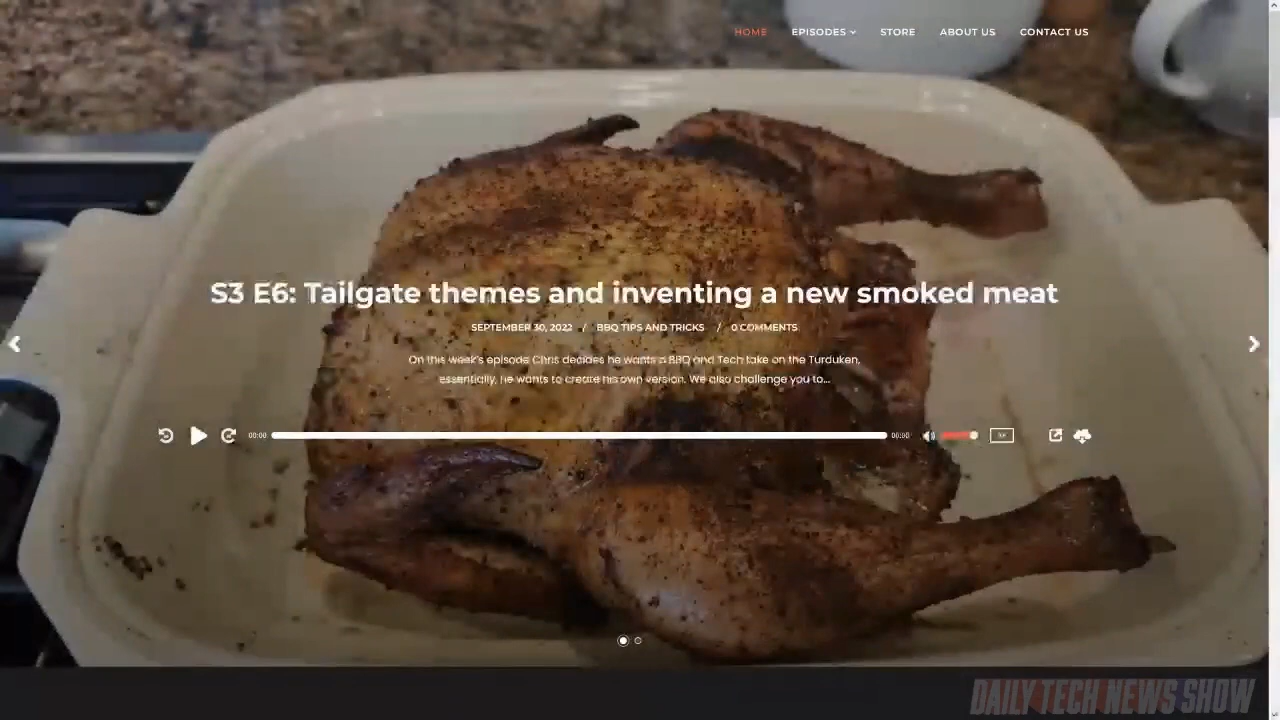 HOME EPISODES STORE ABOUT US CONTACT US
S3 E6: Tailgate themes and inventing a new smoked meat
SEPTEMBER 30, 2022 / BBQ TIPS AND TRICKS / 0 COMMENTS
On this week's episode Chris decides he wants a BBQ and Tech take on the Turduken,
essentially, he wants to create his own version. We also challenge you to...
00:00 00:00
DAILY TECH NEWS SHOW